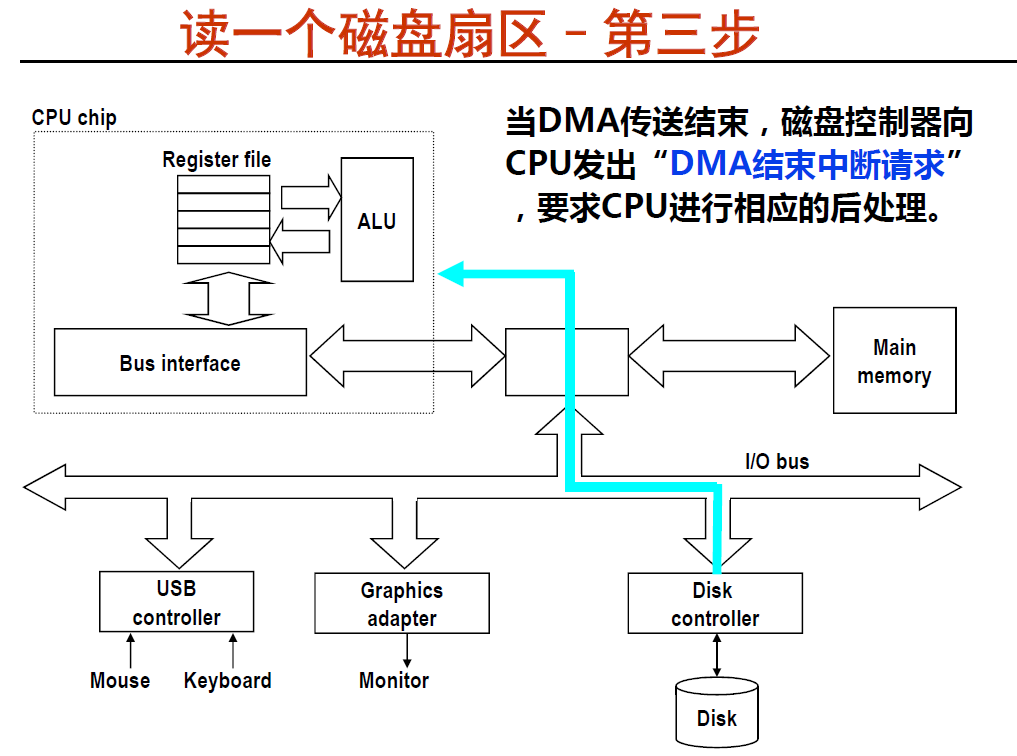 读一个磁盘扇区 - 第三步
当DMA传送结束，磁盘控制器向
CPU发出“DMA结束中断请求”
，要求CPU进行相应的后处理。
CPU chip
Register file
ALU
Bus interface
Main
memory
I/O bus
USB
controller
Graphics
adapter
Disk
controller
Mouse
Keyboard
Monitor
Disk